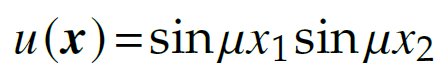 u(x)=sin μx₁ sin μx₂